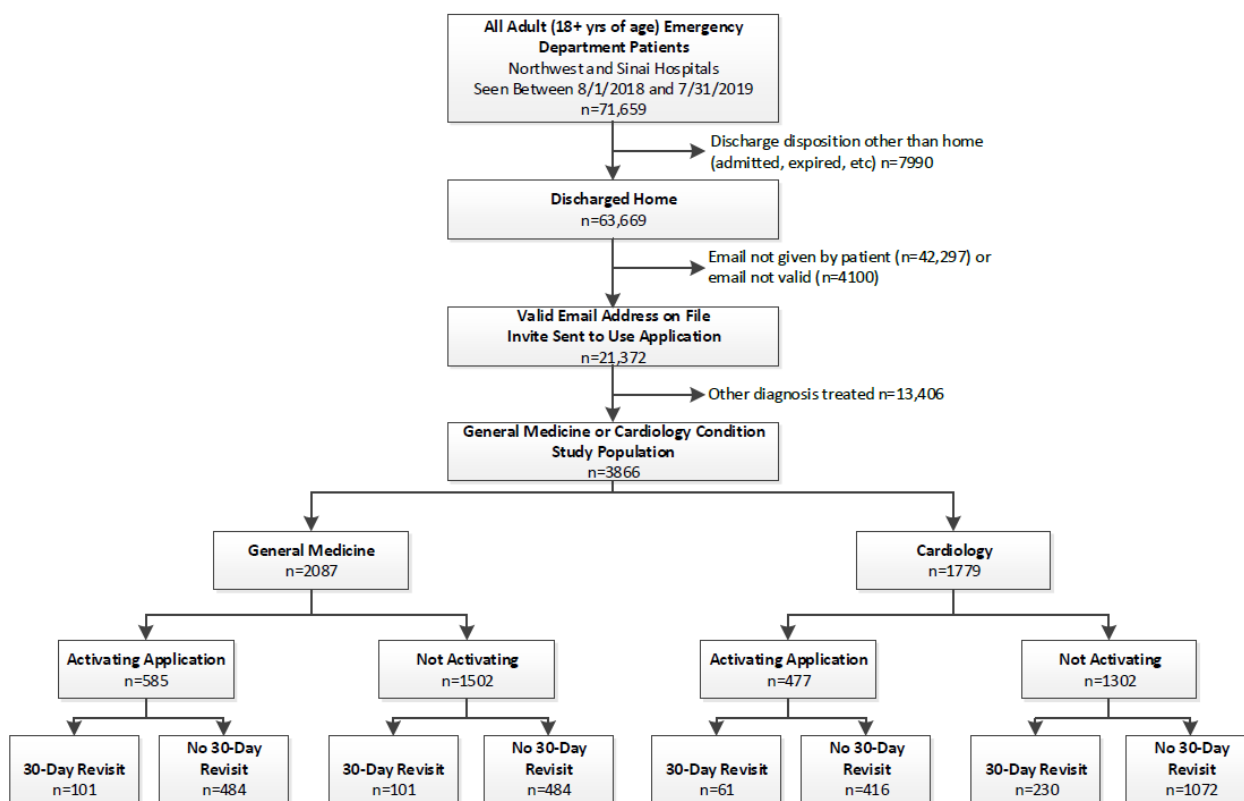 All Adult (18+ yrs of age) Emergency
Department Patients
Northwest and Sinai Hospitals
Seen Between 8/1/2018 and 7/31/2019
n=71,659
Discharge disposition other than home
(admitted, expired, etc) n=7990
Discharged Home
n=63,669
Email not given by patient (n=42,297) or
email not valid (n=4100)
Valid Email Address on File
Invite Sent to Use Application
n=21,372
Other diagnosis treated n=13,406
General Medicine or Cardiology Condition
Study Population
n=3866
General Medicine
n=2087
Cardiology
n=1779
Activating Application
n=585
Not Activating
n=1502
Activating Application
n=477
Not Activating
n=1302
30-Day Revisit
n=101
No 30-Day
Revisit
n=484
30-Day Revisit
n=101
No 30-Day
Revisit
n=484
30-Day Revisit
n=61
No 30-Day
Revisit
n=416
30-Day Revisit
n=230
No 30-Day
Revisit
n=1072